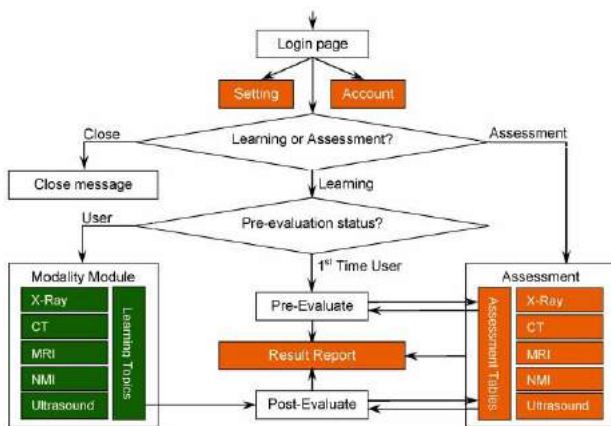 Login page
Setting
Account
Close
Learning or Assessment?
Assessment
Close message
Learning
User
Pre-evaluation status?
1st Time User
Modality Module
X-Ray
CT
MRI
NMI
Ultrasound
Learning Topics
Pre-Evaluate
Result Report
Post-Evaluate
Assessment
Assessment Tables
X-Ray
CT
MRI
NMI
Ultrasound